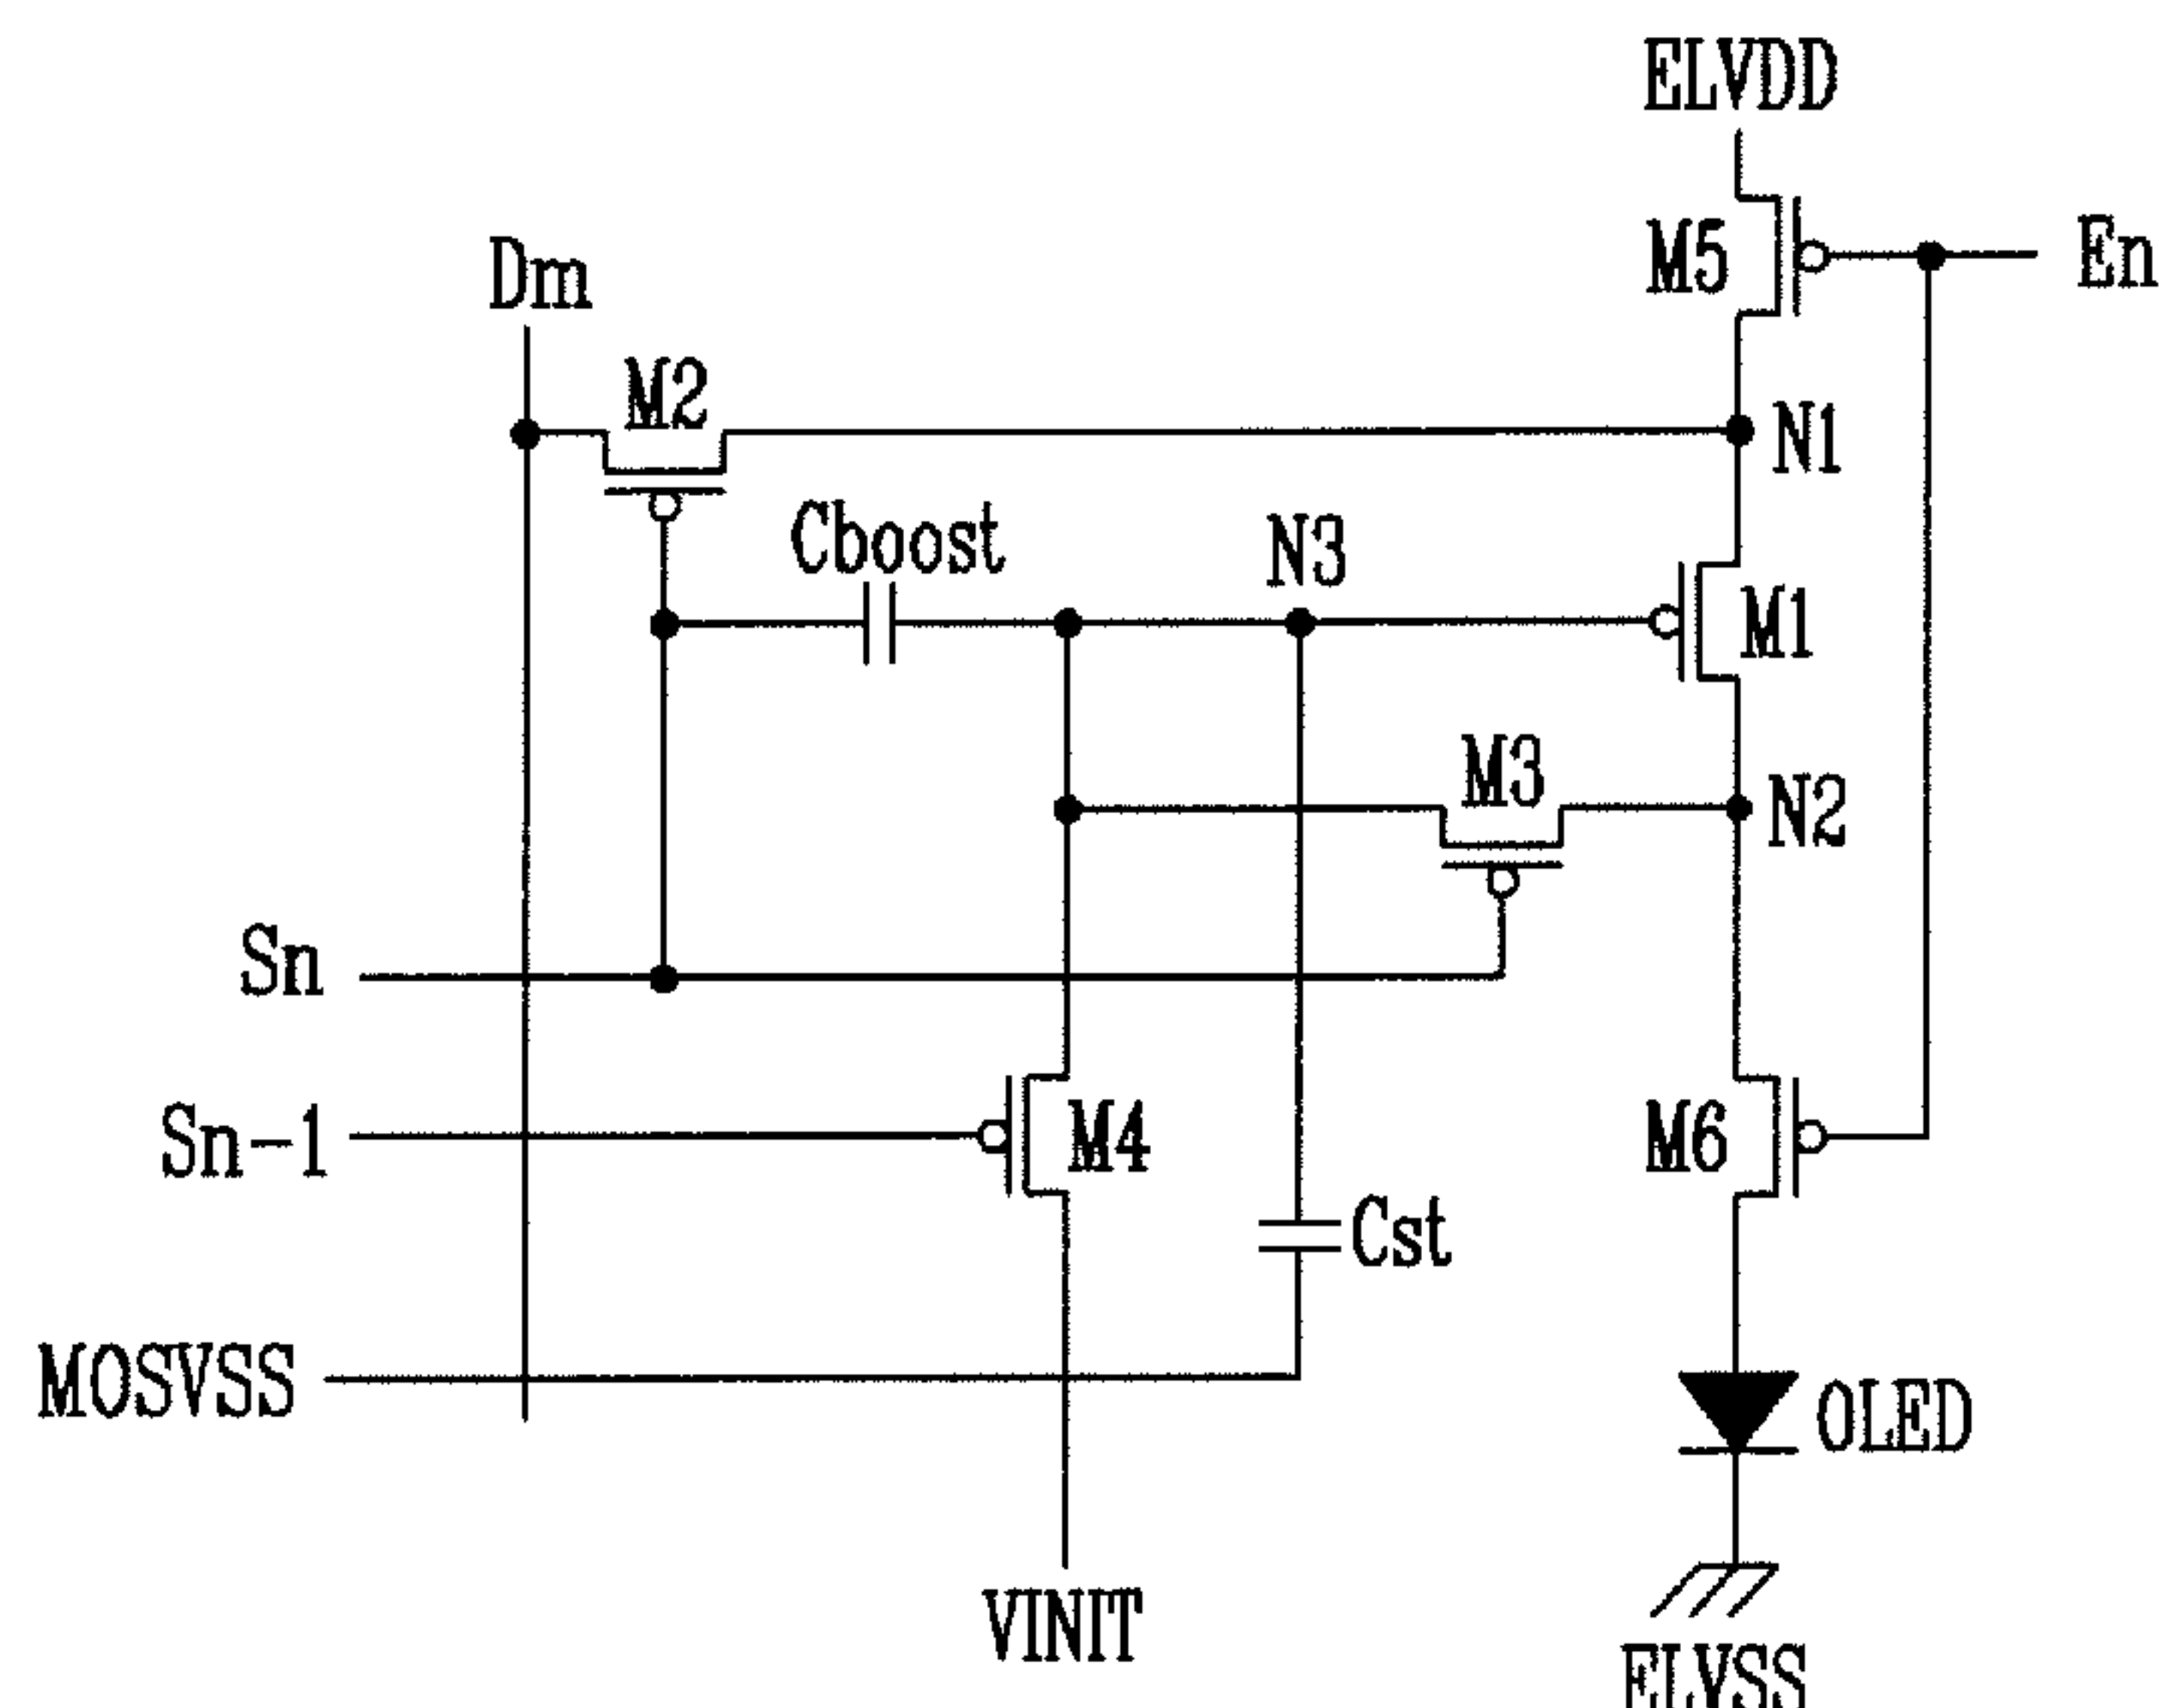 ELVDD
M5
En
Dm
M2
N1
Cboost
N3
M1
M3
N2
Sn
Sn-1
M4
M6
Cst
MOSVSS
OLED
VINIT
ELVSS